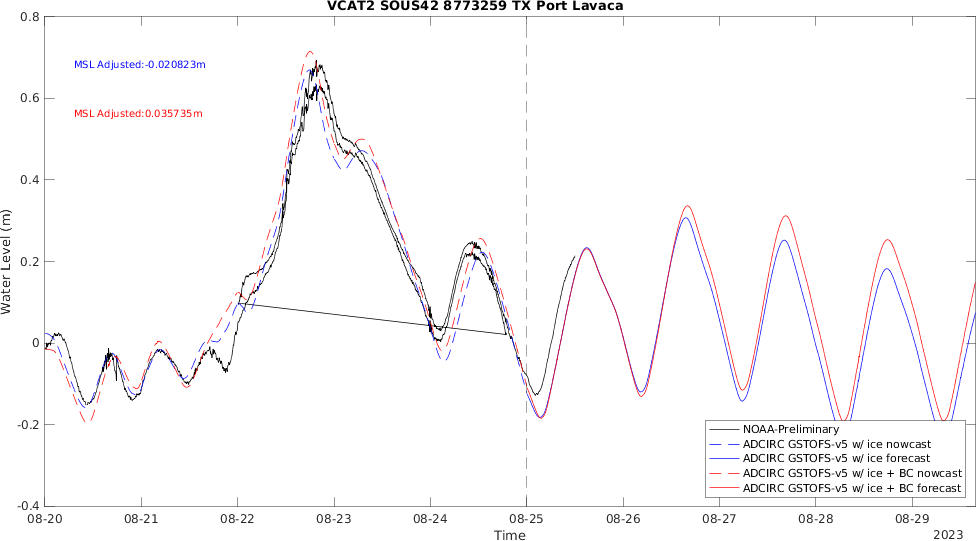 VCAT2 SOUS42 8773259 TX Port Lavaca
0.8
MSL Adjusted:-0.020823m
0.6
MSL Adjusted:0.035735m
0.4
Water Level (m)
0.2
0
-0.2
NOAA-Preliminary
ADCIRC GSTOFS-v5 w/ ice nowcast
ADCIRC GSTOFS-v5 w/ ice forecast
ADCIRC GSTOFS-v5 w/ ice + BC nowcast
ADCIRC GSTOFS-v5 w/ ice + BC forecast
-0.4
08-20 08-21 08-22 08-23 08-24 08-25 08-26 08-27 08-28 08-29
Time
2023